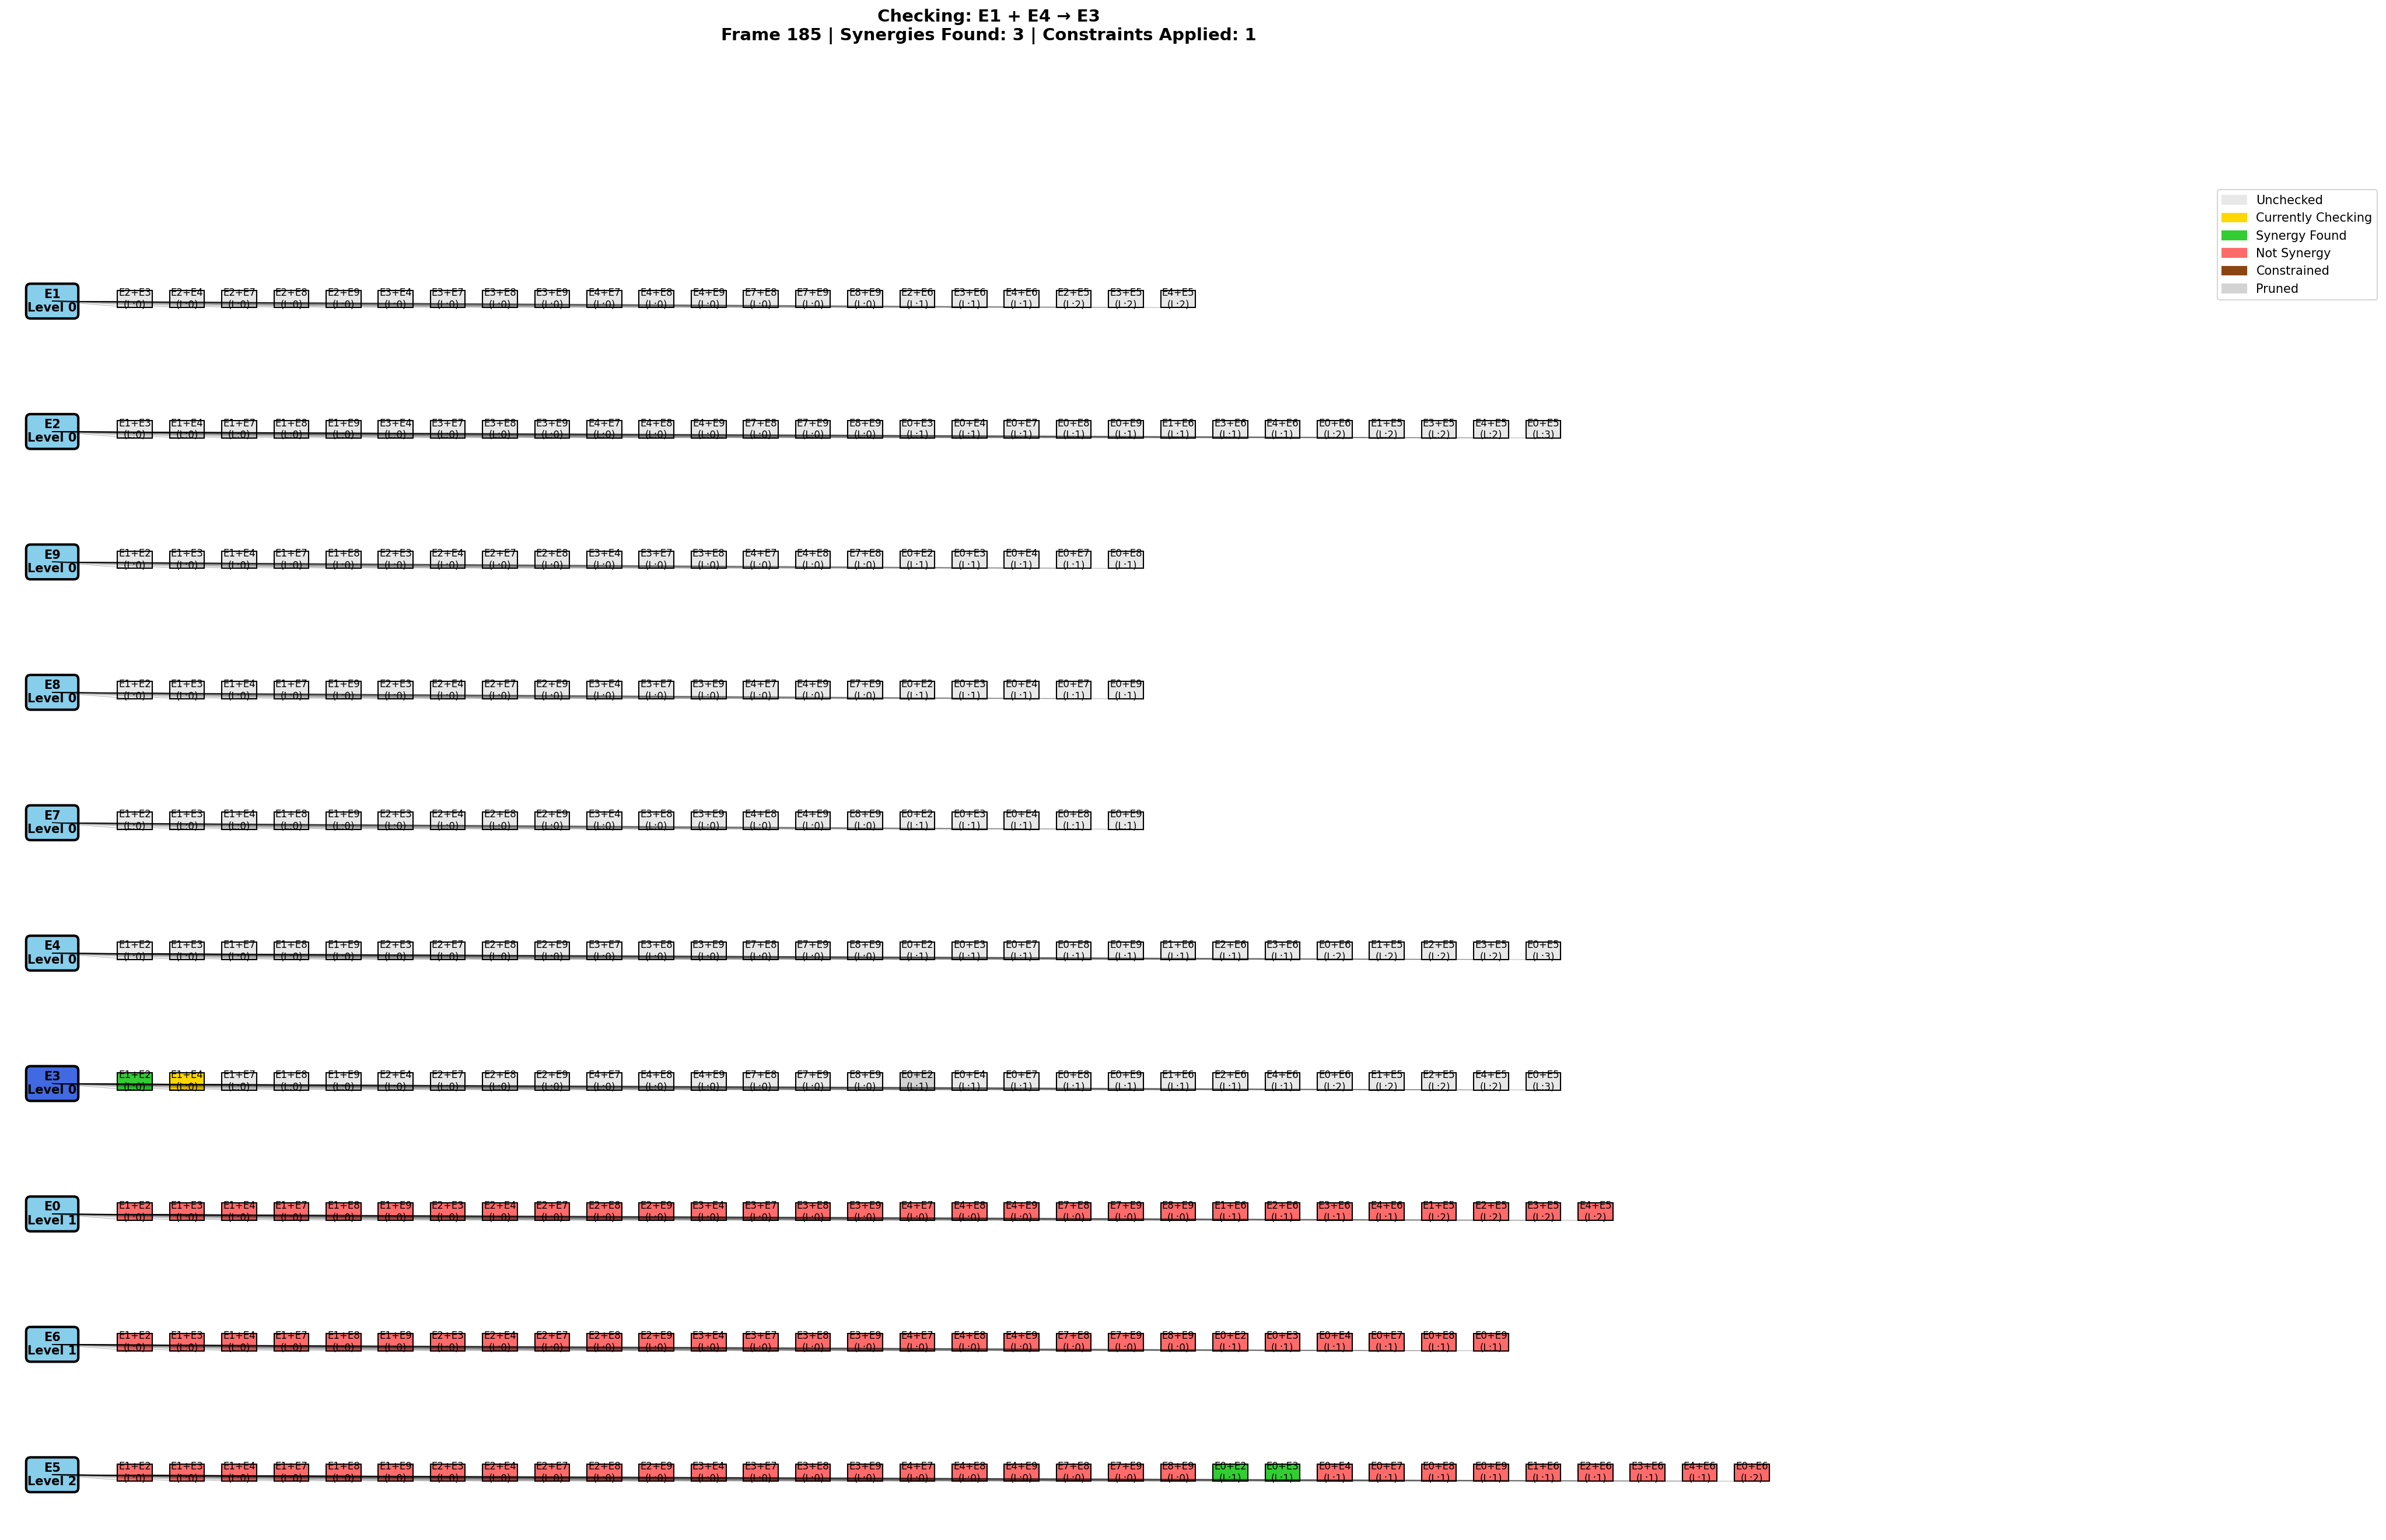 Checking: E1 + E4 → E3
Frame 185 | Synergies Found: 3 | Constraints Applied: 1
Unchecked
Currently Checking
Synergy Found
Not Synergy
Constrained
Pruned
E1 E2+E3 E2+E4 E2+E7 E2+E8 E2+E9 E3+E4 E3+E7 E3+E8 E3+E9 E4+E7 E4+E8 E4+E9 E7+E8 E7+E9 E8+E9 E2+E6 E3+E6 E4+E6 E2+E5 E3+E5 E4+E5
Level 0 (L:0) (L:0) (L:0) (L:0) (L:0) (L:0) (L:0) (L:0) (L:0) (L:0) (L:0) (L:0) (L:0) (L:0) (L:0) (L:1) (L:1) (L:1) (L:2) (L:2) (L:2)
E2 E1+E3 E1+E4 E1+E7 E1+E8 E1+E9 E3+E4 E3+E7 E3+E8 E3+E9 E4+E7 E4+E8 E4+E9 E7+E8 E7+E9 E8+E9 E0+E3 E0+E4 E0+E7 E0+E8 E0+E9 E1+E6 E3+E6 E4+E6 E0+E6 E1+E5 E3+E5 E4+E5 E0+E5
Level 0 (L:0) (L:0) (L:0) (L:0) (L:0) (L:0) (L:0) (L:0) (L:0) (L:0) (L:0) (L:0) (L:0) (L:0) (L:0) (L:1) (L:1) (L:1) (L:1) (L:1) (L:1) (L:1) (L:1) (L:2) (L:2) (L:2) (L:2) (L:3)
E9 E1+E2 E1+E3 E1+E4 E1+E7 E1+E8 E2+E3 E2+E4 E2+E7 E2+E8 E3+E4 E3+E7 E3+E8 E4+E7 E4+E8 E7+E8 E0+E2 E0+E3 E0+E4 E0+E7 E0+E8
Level 0 (L:0) (L:0) (L:0) (L:0) (L:0) (L:0) (L:0) (L:0) (L:0) (L:0) (L:0) (L:0) (L:0) (L:0) (L:0) (L:1) (L:1) (L:1) (L:1) (L:1)
E8 E1+E2 E1+E3 E1+E4 E1+E7 E1+E9 E2+E3 E2+E4 E2+E7 E2+E9 E3+E4 E3+E7 E3+E9 E4+E7 E4+E9 E7+E9 E0+E2 E0+E3 E0+E4 E0+E7 E0+E9
Level 0 (L:0) (L:0) (L:0) (L:0) (L:0) (L:0) (L:0) (L:0) (L:0) (L:0) (L:0) (L:0) (L:0) (L:0) (L:0) (L:1) (L:1) (L:1) (L:1) (L:1)
E7 E1+E2 E1+E3 E1+E4 E1+E8 E1+E9 E2+E3 E2+E4 E2+E8 E2+E9 E3+E4 E3+E8 E3+E9 E4+E8 E4+E9 E8+E9 E0+E2 E0+E3 E0+E4 E0+E8 E0+E9
Level 0 (L:0) (L:0) (L:0) (L:0) (L:0) (L:0) (L:0) (L:0) (L:0) (L:0) (L:0) (L:0) (L:0) (L:0) (L:0) (L:1) (L:1) (L:1) (L:1) (L:1)
E4 E1+E2 E1+E3 E1+E7 E1+E8 E1+E9 E2+E3 E2+E7 E2+E8 E2+E9 E3+E7 E3+E8 E3+E9 E7+E8 E7+E9 E8+E9 E0+E2 E0+E3 E0+E7 E0+E8 E0+E9 E1+E6 E2+E6 E3+E6 E0+E6 E1+E5 E2+E5 E3+E5 E0+E5
Level 0 (L:0) (L:0) (L:0) (L:0) (L:0) (L:0) (L:0) (L:0) (L:0) (L:0) (L:0) (L:0) (L:0) (L:0) (L:0) (L:1) (L:1) (L:1) (L:1) (L:1) (L:1) (L:1) (L:1) (L:2) (L:2) (L:2) (L:2) (L:3)
E3 E1+E2 E1+E4 E1+E7 E1+E8 E1+E9 E2+E4 E2+E7 E2+E8 E2+E9 E4+E7 E4+E8 E4+E9 E7+E8 E7+E9 E8+E9 E0+E2 E0+E4 E0+E7 E0+E8 E0+E9 E1+E6 E2+E6 E4+E6 E0+E6 E1+E5 E2+E5 E4+E5 E0+E5
Level 0 (L:0) (L:0) (L:0) (L:0) (L:0) (L:0) (L:0) (L:0) (L:0) (L:0) (L:0) (L:0) (L:0) (L:0) (L:0) (L:1) (L:1) (L:1) (L:1) (L:1) (L:1) (L:1) (L:1) (L:2) (L:2) (L:2) (L:2) (L:3)
E0 E1+E2 E1+E3 E1+E4 E1+E7 E1+E8 E1+E9 E2+E3 E2+E4 E2+E7 E2+E8 E2+E9 E3+E4 E3+E7 E3+E8 E3+E9 E4+E7 E4+E8 E4+E9 E7+E8 E7+E9 E8+E9 E1+E6 E2+E6 E3+E6 E4+E6 E1+E5 E2+E5 E3+E5 E4+E5
Level 1 (L:0) (L:0) (L:0) (L:0) (L:0) (L:0) (L:0) (L:0) (L:0) (L:0) (L:0) (L:0) (L:0) (L:0) (L:0) (L:0) (L:0) (L:0) (L:0) (L:0) (L:0) (L:1) (L:1) (L:1) (L:1) (L:2) (L:2) (L:2) (L:2)
E6 E1+E2 E1+E3 E1+E4 E1+E7 E1+E8 E1+E9 E2+E3 E2+E4 E2+E7 E2+E8 E2+E9 E3+E4 E3+E7 E3+E8 E3+E9 E4+E7 E4+E8 E4+E9 E7+E8 E7+E9 E8+E9 E0+E2 E0+E3 E0+E4 E0+E7 E0+E8 E0+E9
Level 1 (L:0) (L:0) (L:0) (L:0) (L:0) (L:0) (L:0) (L:0) (L:0) (L:0) (L:0) (L:0) (L:0) (L:0) (L:0) (L:0) (L:0) (L:0) (L:0) (L:0) (L:0) (L:1) (L:1) (L:1) (L:1) (L:1) (L:1)
E5 E1+E2 E1+E3 E1+E4 E1+E7 E1+E8 E1+E9 E2+E3 E2+E4 E2+E7 E2+E8 E2+E9 E3+E4 E3+E7 E3+E8 E3+E9 E4+E7 E4+E8 E4+E9 E7+E8 E7+E9 E8+E9 E0+E2 E0+E3 E0+E4 E0+E7 E0+E8 E0+E9 E1+E6 E2+E6 E3+E6 E4+E6 E0+E6
Level 2 (L:0) (L:0) (L:0) (L:0) (L:0) (L:0) (L:0) (L:0) (L:0) (L:0) (L:0) (L:0) (L:0) (L:0) (L:0) (L:0) (L:0) (L:0) (L:0) (L:0) (L:0) (L:1) (L:1) (L:1) (L:1) (L:1) (L:1) (L:1) (L:1) (L:1) (L:1) (L:2)